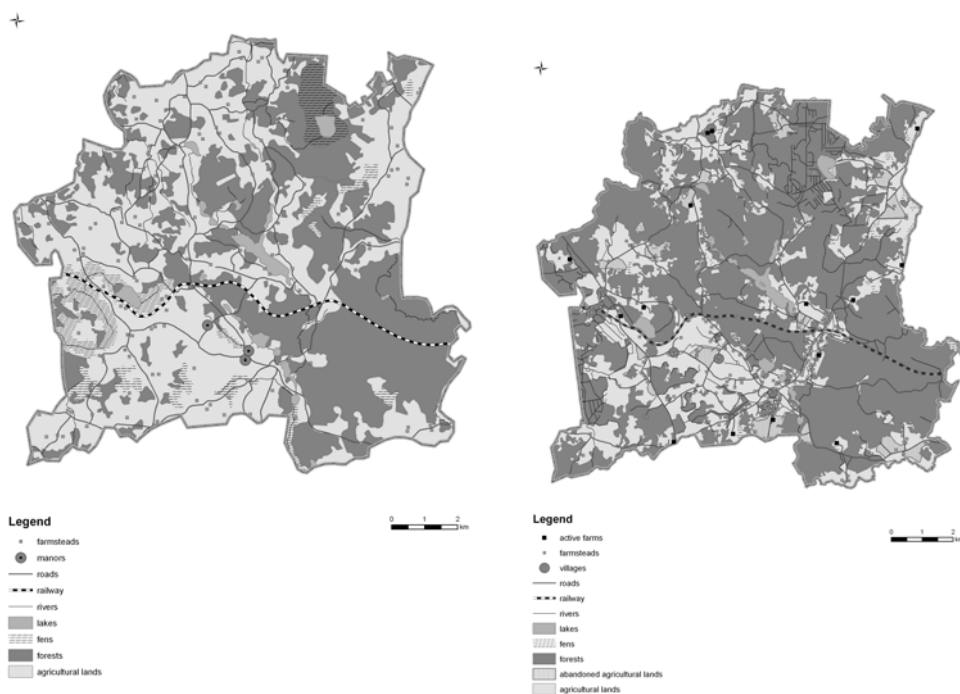 Legend
0 1 2
km
farmsteads
manors
roads
railway
rivers
lakes
fens
forests
agricultural lands
Legend
0 1 2
km
active farms
farmsteads
villages
roads
railway
rivers
lakes
fens
forests
abandoned agricultural lands
agricultural lands